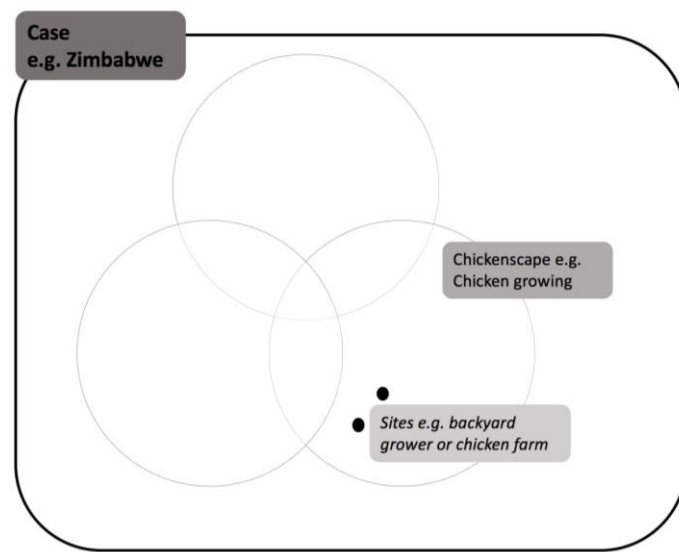 Case
e.g. Zimbabwe
Chickenscape e.g.
Chicken growing
Sites e.g. backyard
grower or chicken farm